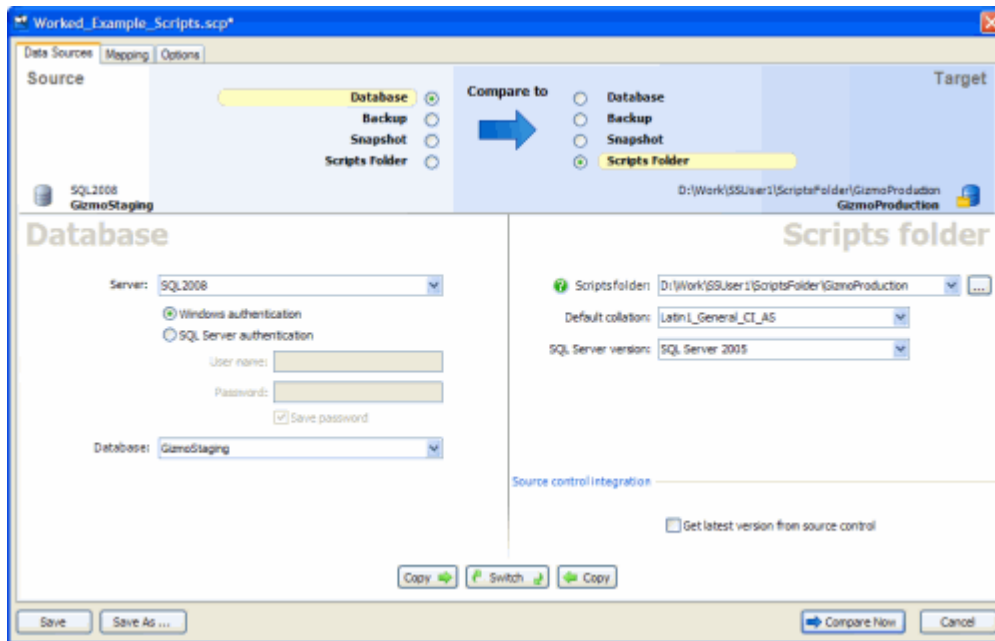 Worked_Example_Scripts.scp*
Data Sources Mapping Options
Source
Target
Compare to
Database
Backup
Snapshot
Scripts Folder
Database
Backup
Snapshot
Scripts Folder
SQL2008
GizmoStaging
D:\Work\SSUser1\ScriptsFolder\GizmoProduction
GizmoProduction
Database
Scripts folder
Server: SQL2008
Windows authentication
SQL Server authentication
User name:
Password:
Save password
Database: GizmoStaging
Scripts folder: D:\Work\SSUser1\ScriptsFolder\GizmoProduction ...
Default collation: Latin1_General_CI_AS
SQL Server version: SQL Server 2005
Source control integration
Get latest version from source control
Copy Switch Copy
Save Save As ... Compare Now Cancel